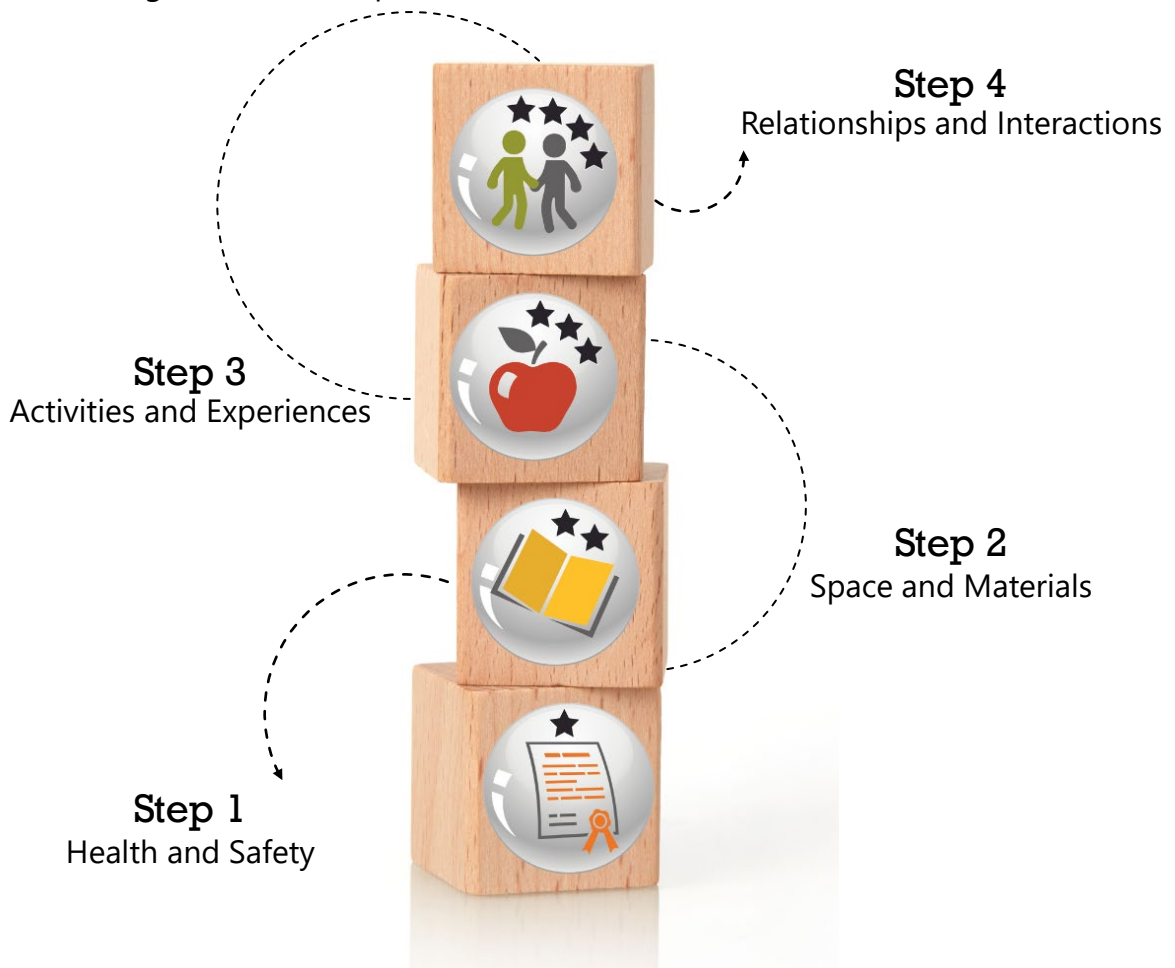 Step 4
Relationships and Interactions
Step 3
Activities and Experiences
Step 2
Space and Materials
Step 1
Health and Safety